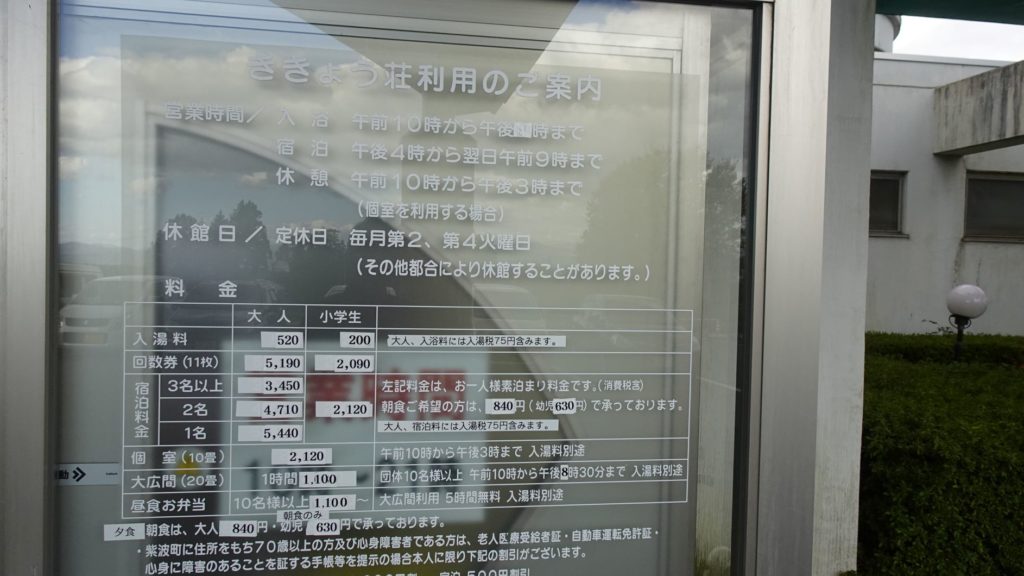 ききょう荘利用のご案内
営業時間／入浴 午前10時から午後 時まで
宿泊 午後4時から翌日午前9時まで
休憩 午前10時から午後3時まで
（個室を利用する場合）
休館日／定休日 毎月第2、第4火曜日
（その他都合により休館することがあります。）
料金
大人 小学生
入湯料 520 200 大人、入浴料には入湯税75円含みます。
回数券（11枚） 5,190 2,090
宿泊料金
3名以上 3,450 左記料金は、お一人様素泊まり料金です。（消費税含）
2名 4,710 2,120 朝食ご希望の方は、840円（幼児630円）で承っております。
1名 5,440 大人、宿泊料には入湯税75円含みます。
個室（10畳） 2,120 午前10時から午後3時まで 入湯料別途
大広間（20畳） 1時間 1,400 団体10名様以上 午前10時から午後8時30分まで 入湯料別途
昼食お弁当 10名様以上 1,100～ 大広間利用 5時間無料 入湯料別途
朝食のみ
夕食 朝食は、大人840円・幼児630円で承っております。
・紫波町に住所をもち70歳以上の方及び心身障害者である方は、老人医療受給者証・自動車運転免許証・
心身に障害のあることを証する手帳等を提示の場合本人に限り下記の割引がございます。
宿泊 500円割引